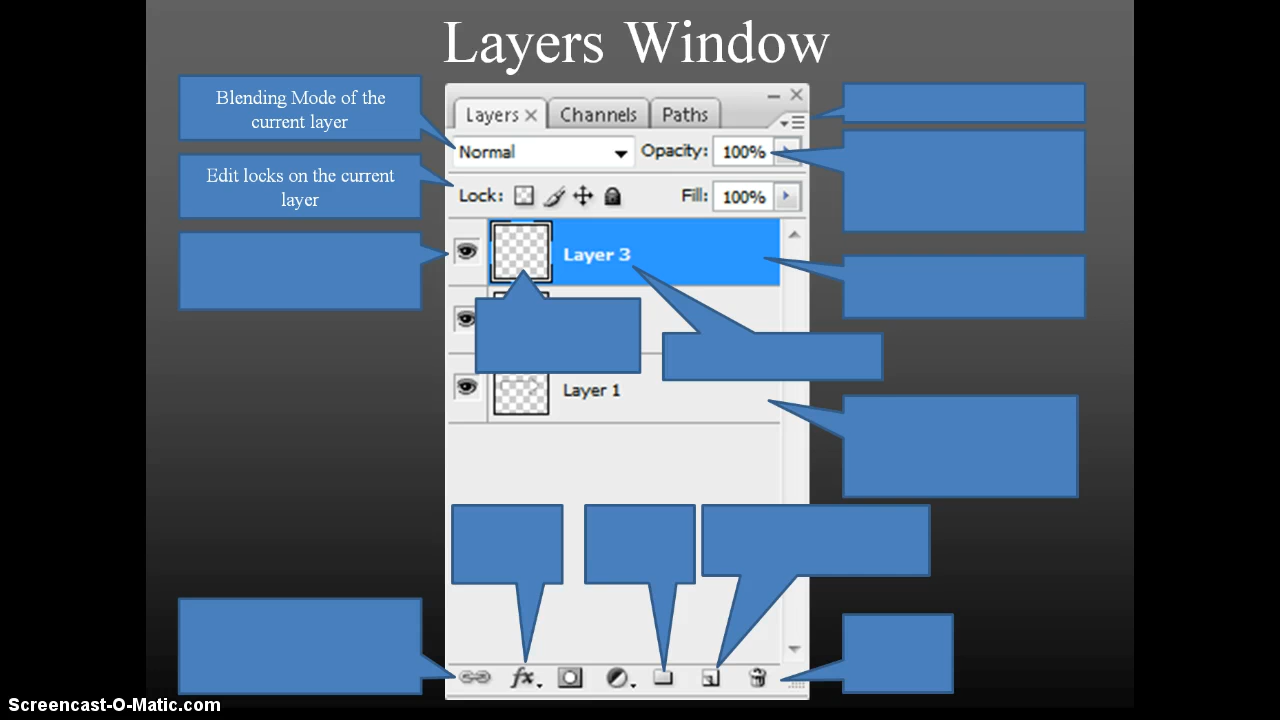 Layers Window
Blending Mode of the
current layer
Edit locks on the current
layer
Layers
Channels
Paths
Normal
Opacity: 100%
Lock:
Fill: 100%
Layer 3
Layer 1
fx
Screencast-O-Matic.com